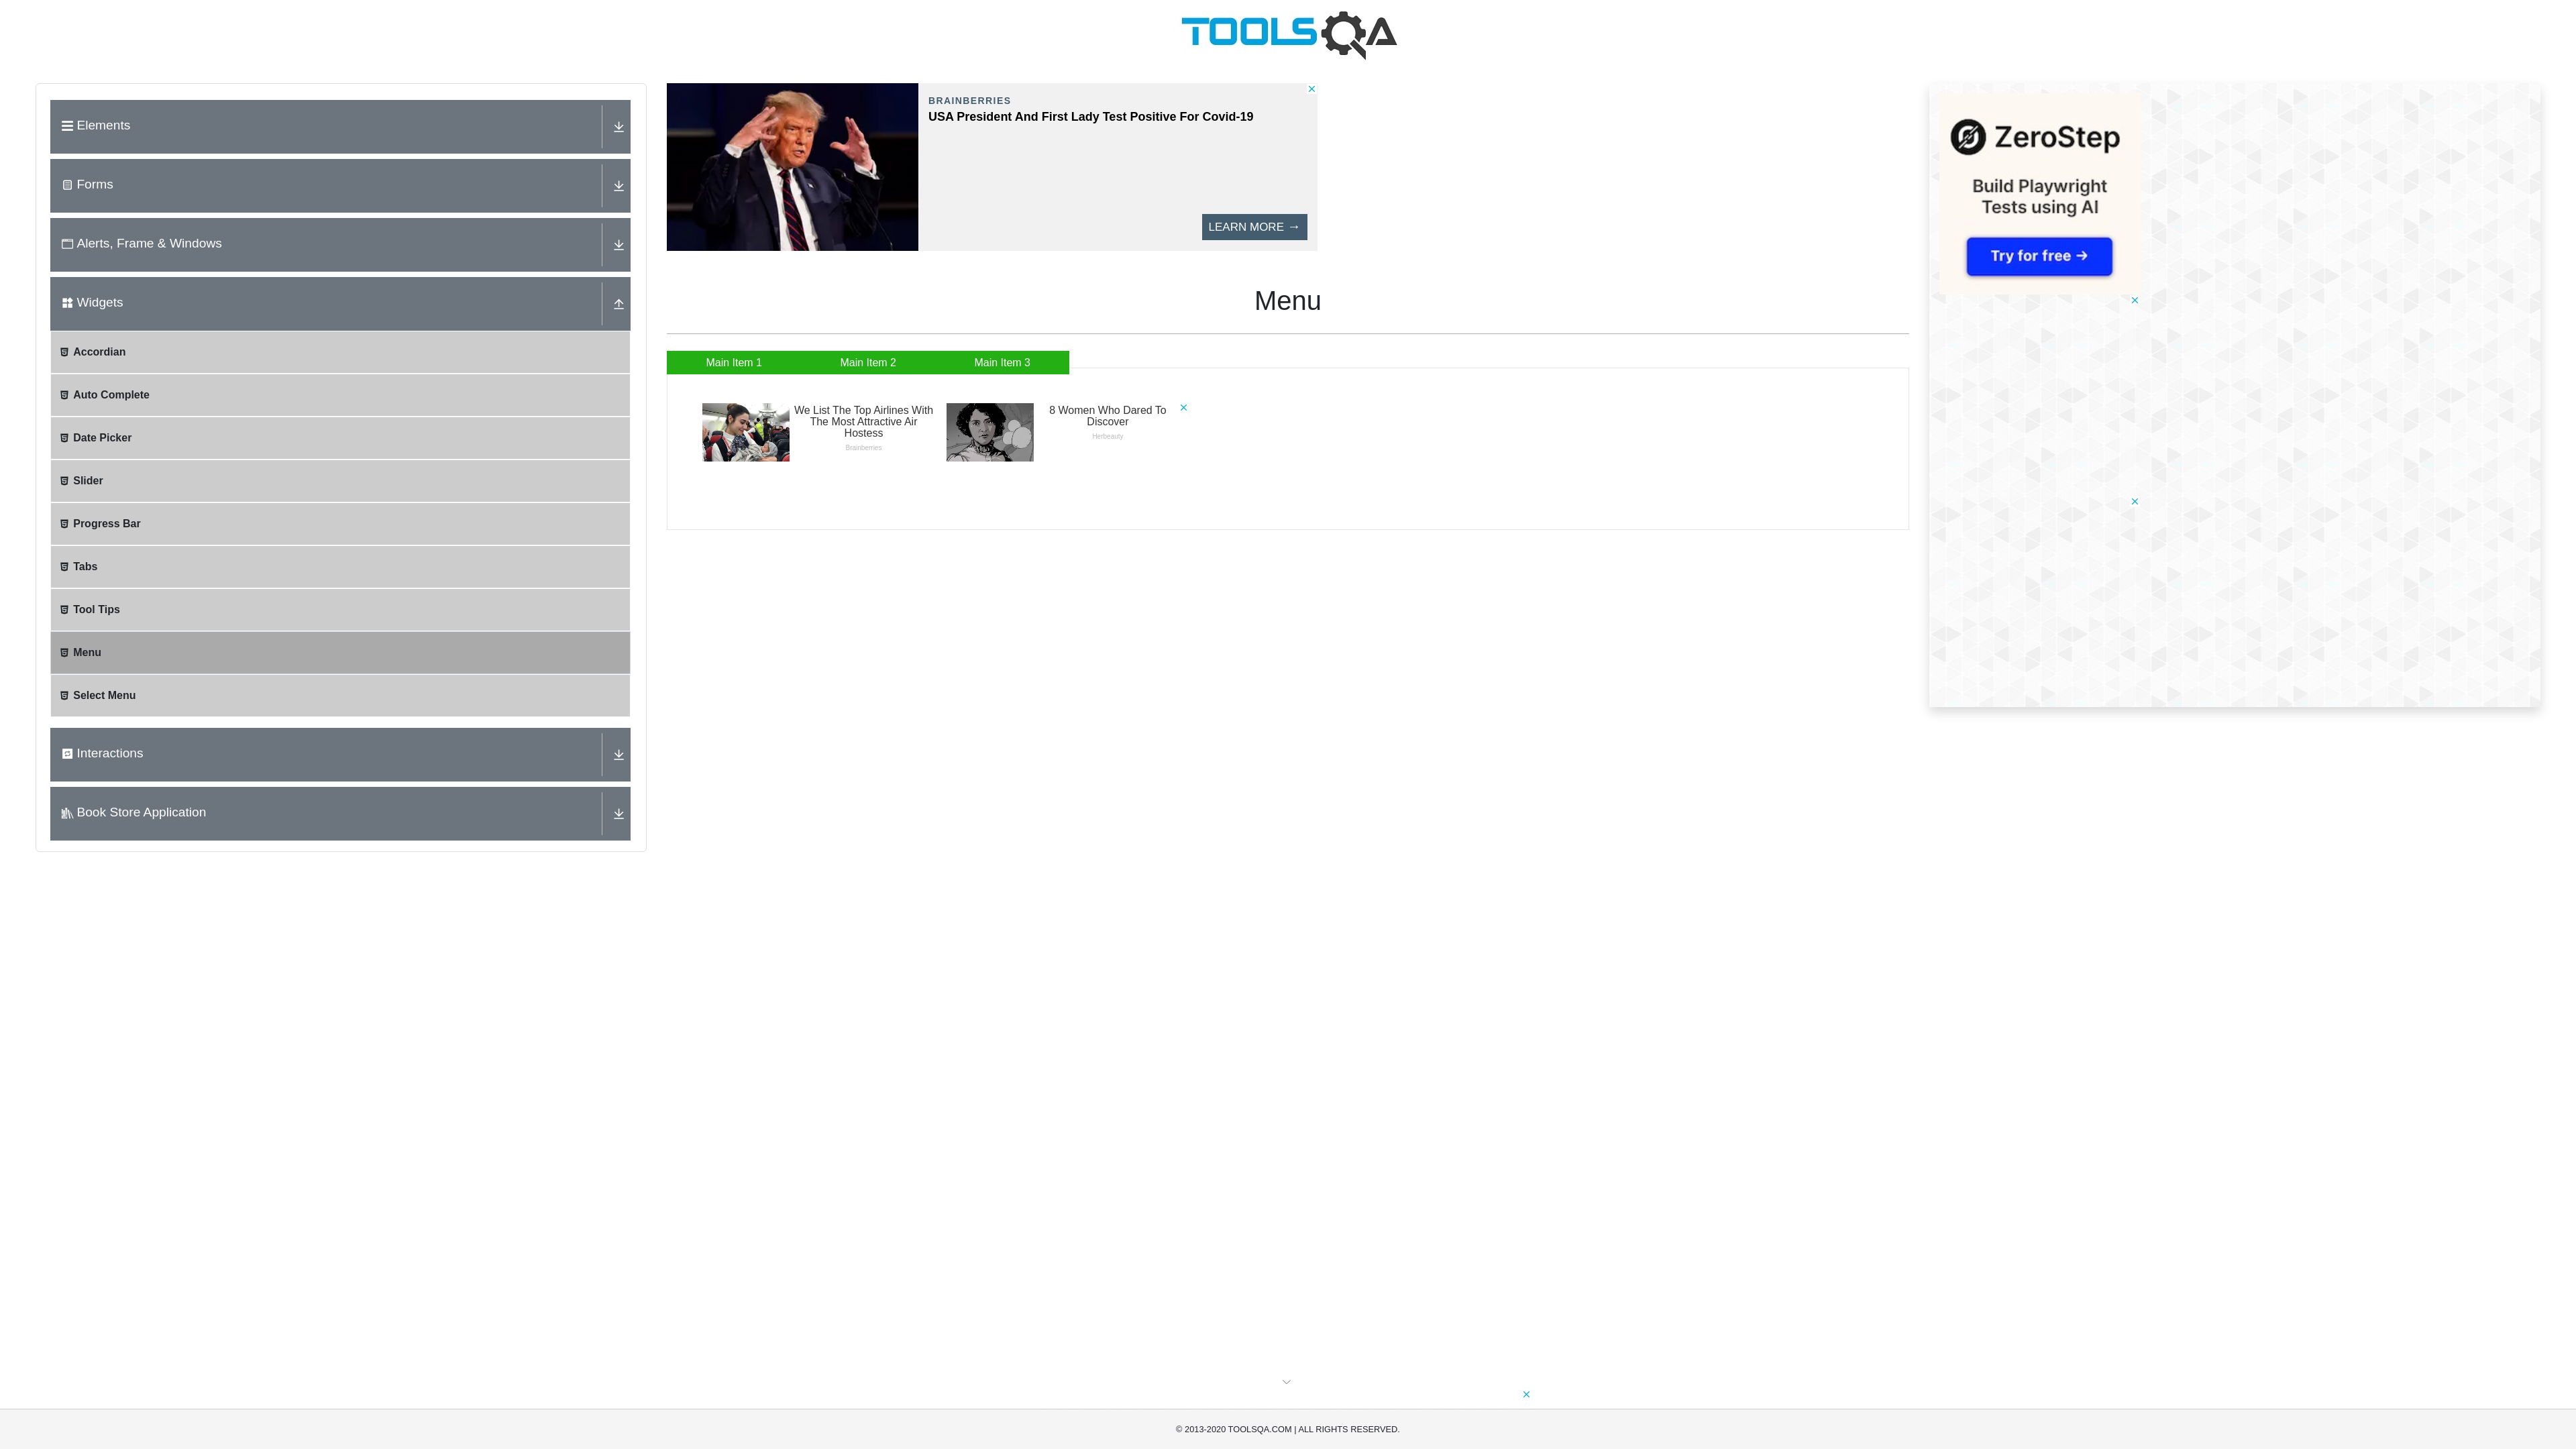 TOOLSQA
Elements
Forms
Alerts, Frame & Windows
Widgets
Accordian
Auto Complete
Date Picker
Slider
Progress Bar
Tabs
Tool Tips
Menu
Select Menu
Interactions
Book Store Application
BRAINBERRIES
USA President And First Lady Test Positive For Covid-19
LEARN MORE →
Menu
Main Item 1
Main Item 2
Main Item 3
We List The Top Airlines With
The Most Attractive Air
Hostess
Brainberries
8 Women Who Dared To
Discover
Herbeauty
ZeroStep
Build Playwright
Tests using AI
Try for free →
© 2013-2020 TOOLSQA.COM | ALL RIGHTS RESERVED.